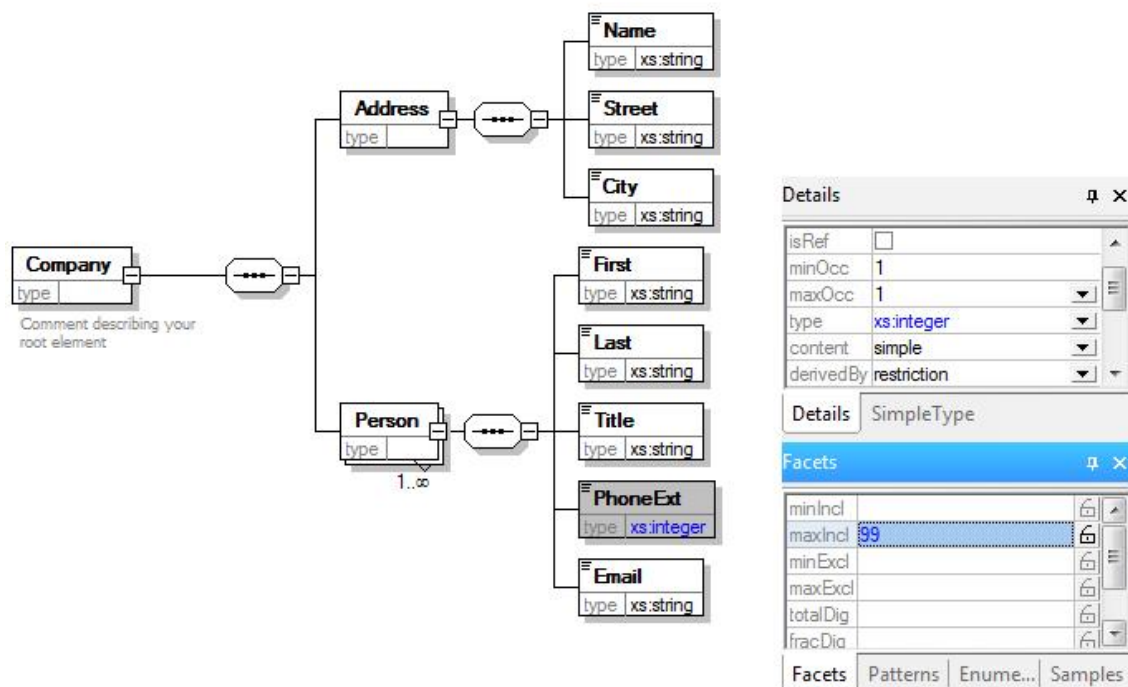 Name
type xs:string
Address
type
Street
type xs:string
City
type xs:string
Company
type
Comment describing your
root element
First
type xs:string
Last
type xs:string
Person
type
1..∞
Title
type xs:string
PhoneExt
type xs:integer
Email
type xs:string
Details
isRef
minOcc 1
maxOcc 1
type xs:integer
content simple
derivedBy restriction
Details SimpleType
Facets
minIncl
maxIncl 99
minExcl
maxExcl
totalDig
fracDig
Facets Patterns Enume... Samples